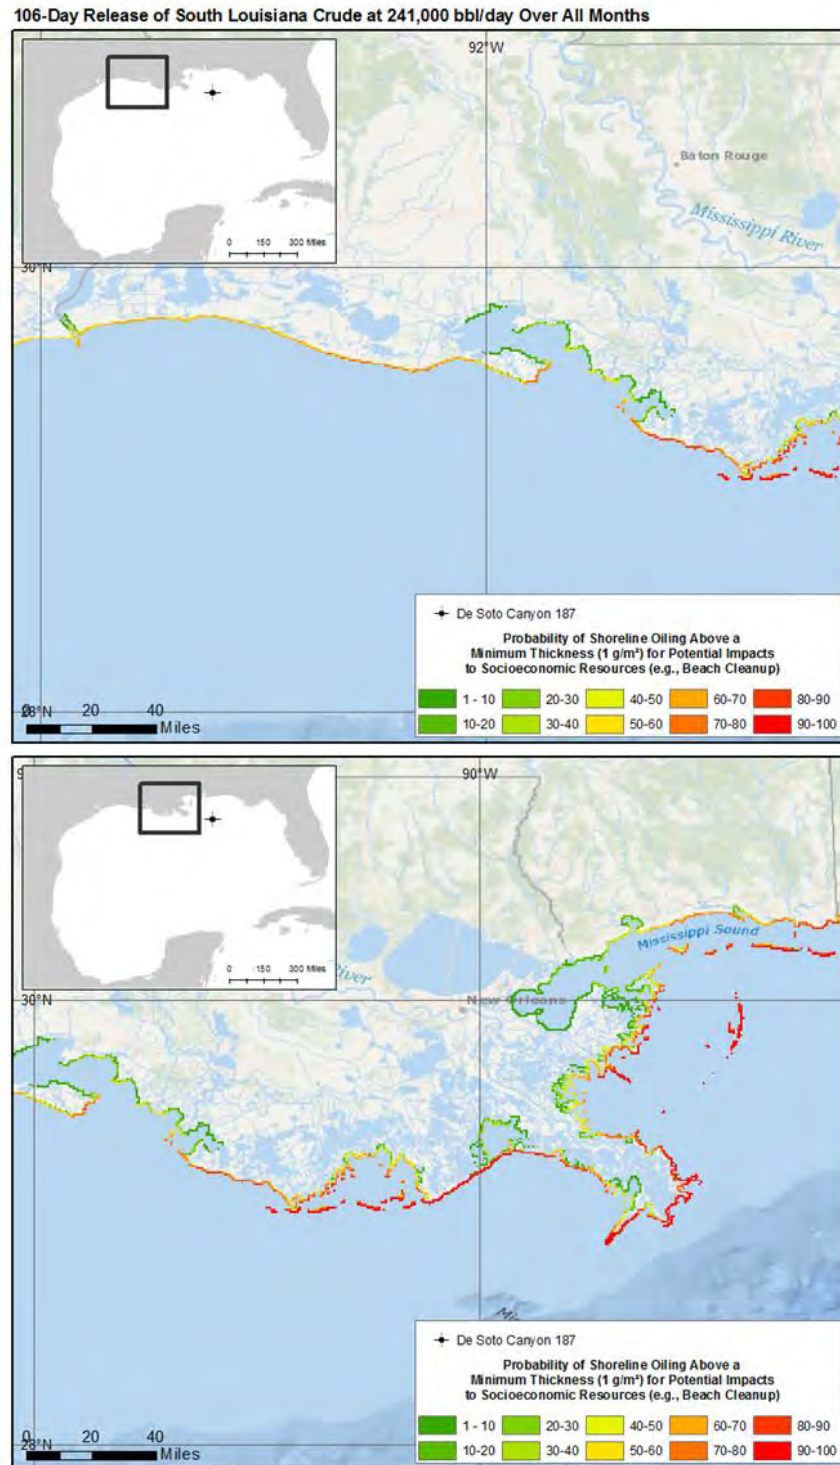 106-Day Release of South Louisiana Crude at 241,000 bbl/day Over All Months
92°W
0 150 300 Miles
Baton Rouge
Mississippi River
30°N
De Soto Canyon 187
Probability of Shoreline Oiling Above a
Minimum Thickness (1 g/m²) for Potential Impacts
to Socioeconomic Resources (e.g., Beach Cleanup)
1 - 10 20-30 40-50 60-70 80-90
10-20 30-40 50-60 70-80 90-100
28°N
0 20 40
Miles
90°W
0 150 300 Miles
Mississippi Sound
River
30°N
New Orleans
De Soto Canyon 187
Probability of Shoreline Oiling Above a
Minimum Thickness (1 g/m²) for Potential Impacts
to Socioeconomic Resources (e.g., Beach Cleanup)
1 - 10 20-30 40-50 60-70 80-90
10-20 30-40 50-60 70-80 90-100
28°N
0 20 40
Miles